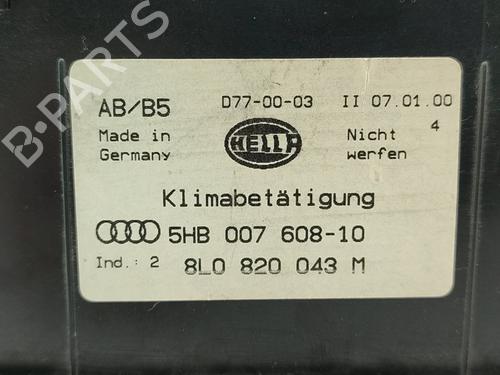 AB/B5 D77-00-03 II 07.01.00
Made in Germany HELLA Nicht werfen 4
Klimabetätigung
5HB 007 608-10
Ind.: 2 8L0 820 043 M